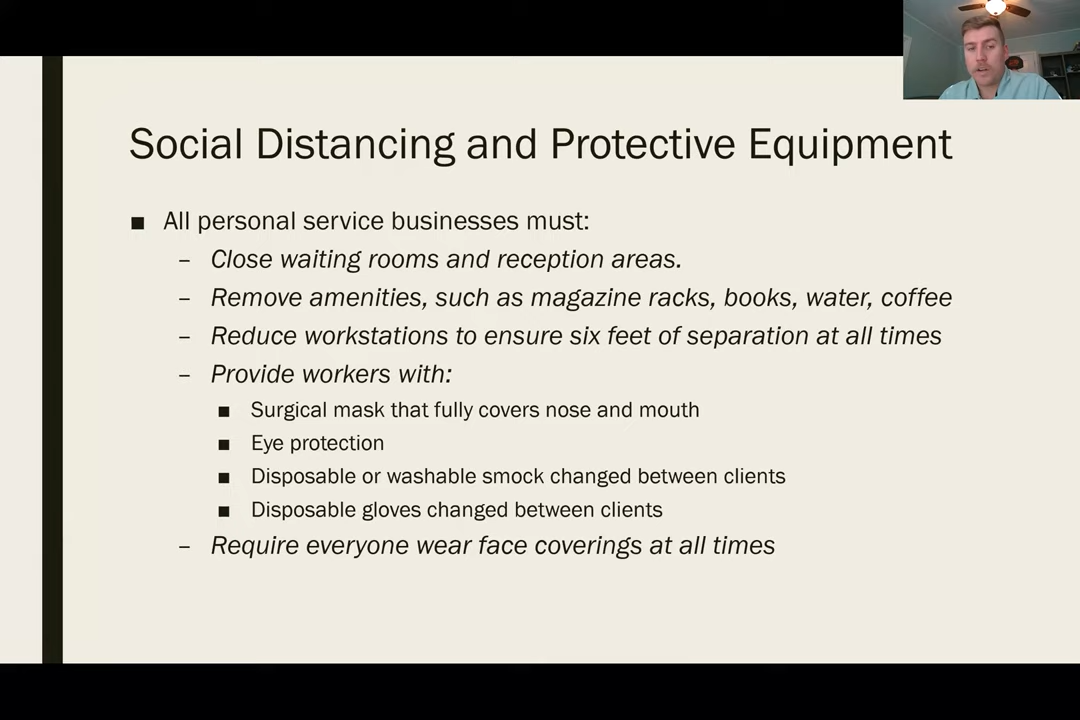 Social Distancing and Protective Equipment
■ All personal service businesses must:
– Close waiting rooms and reception areas.
– Remove amenities, such as magazine racks, books, water, coffee
– Reduce workstations to ensure six feet of separation at all times
– Provide workers with:
■ Surgical mask that fully covers nose and mouth
■ Eye protection
■ Disposable or washable smock changed between clients
■ Disposable gloves changed between clients
– Require everyone wear face coverings at all times